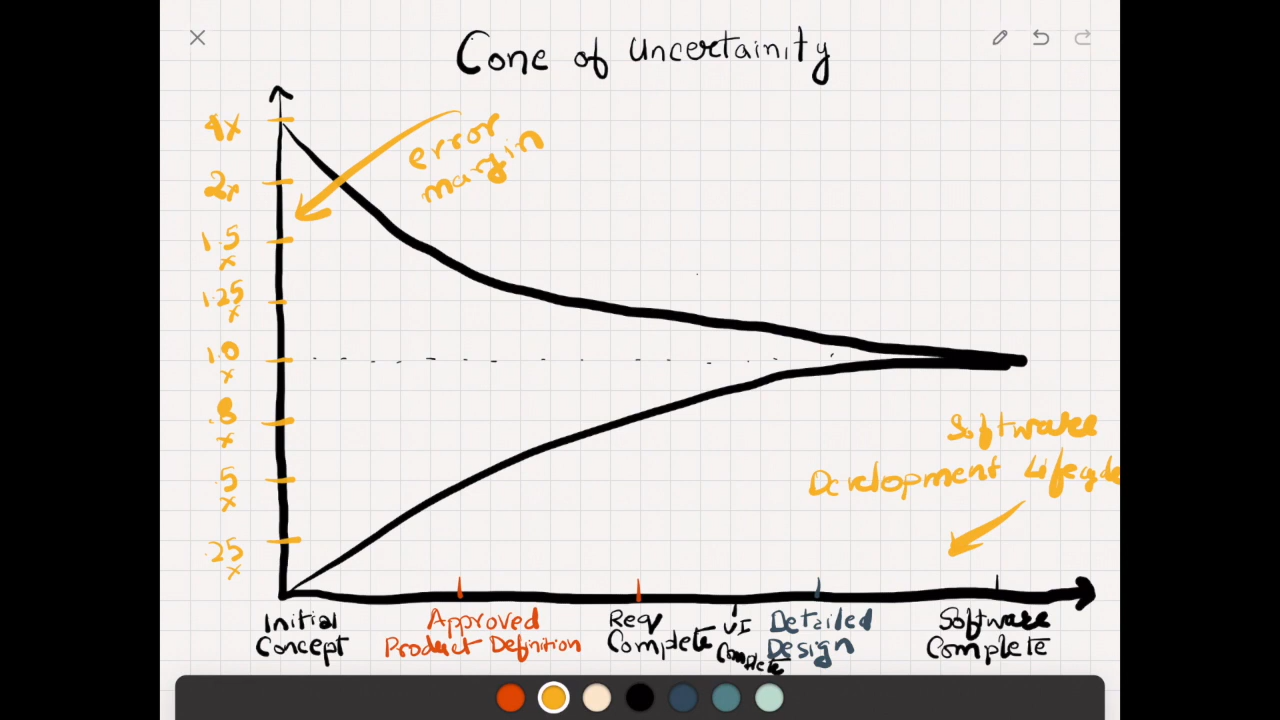 Cone of Uncertainity
error
margin
4x
2x
1.5
x
1.25
x
1.0
x
.8
x
.5
x
.25
x
Software
Development Lifecycle
Initial
Concept
Approved
Product Definition
Req
Complete
UI
Complete
Detailed
Design
Software
Complete